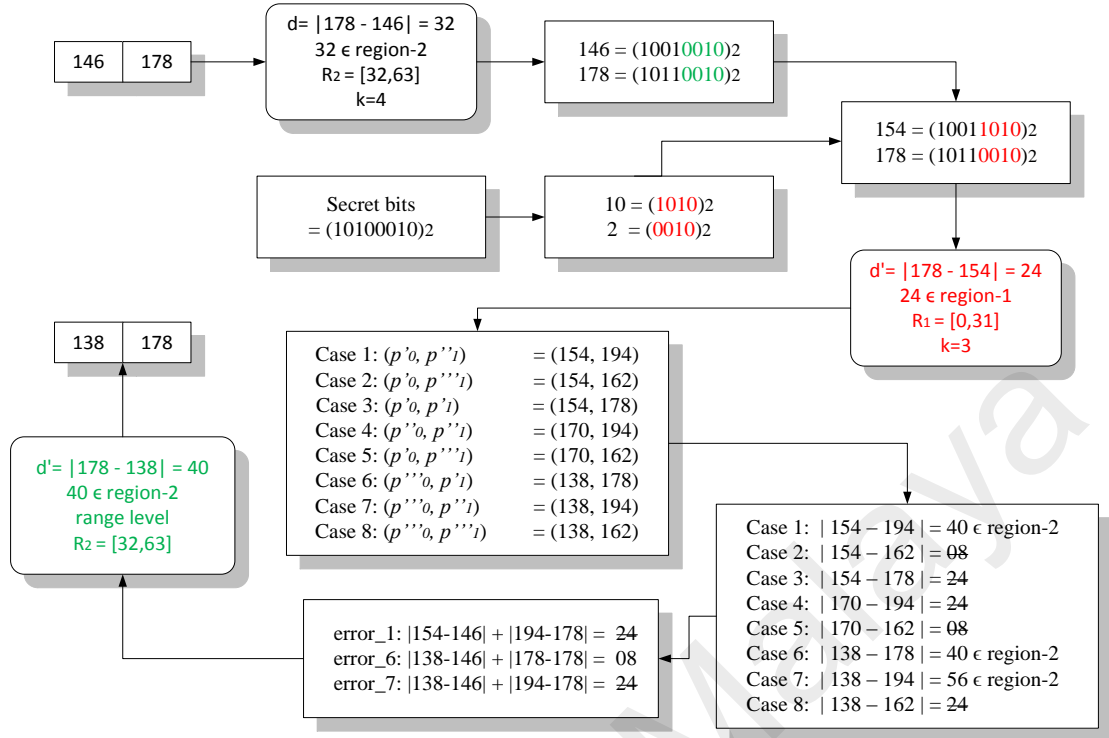 146 178
d= |178 - 146| = 32
32 ϵ region-2
R2 = [32,63]
k=4
146 = (10010010)2
178 = (10110010)2
154 = (10011010)2
178 = (10110010)2
Secret bits
= (10100010)2
10 = (1010)2
2 = (0010)2
d'= |178 - 154| = 24
24 ϵ region-1
R1 = [0,31]
k=3
Case 1: (p'0, p''1) = (154, 194)
Case 2: (p'0, p'''1) = (154, 162)
Case 3: (p'0, p'1) = (154, 178)
Case 4: (p''0, p''1) = (170, 194)
Case 5: (p'0, p'''1) = (170, 162)
Case 6: (p'''0, p'1) = (138, 178)
Case 7: (p'''0, p''1) = (138, 194)
Case 8: (p'''0, p'''1) = (138, 162)
Case 1: | 154 – 194| = 40 ϵ region-2
Case 2: | 154 – 162| = 08
Case 3: | 154 – 178| = 24
Case 4: | 170 – 194| = 24
Case 5: | 170 – 162| = 08
Case 6: | 138 – 178| = 40 ϵ region-2
Case 7: | 138 – 194| = 56 ϵ region-2
Case 8: | 138 – 162| = 24
error_1: |154-146| + |194-178| = 24
error_6: |138-146| + |178-178| = 08
error_7: |138-146| + |194-178| = 24
d'= |178 - 138| = 40
40 ϵ region-2
range level
R2 = [32,63]
138 178
Malaya